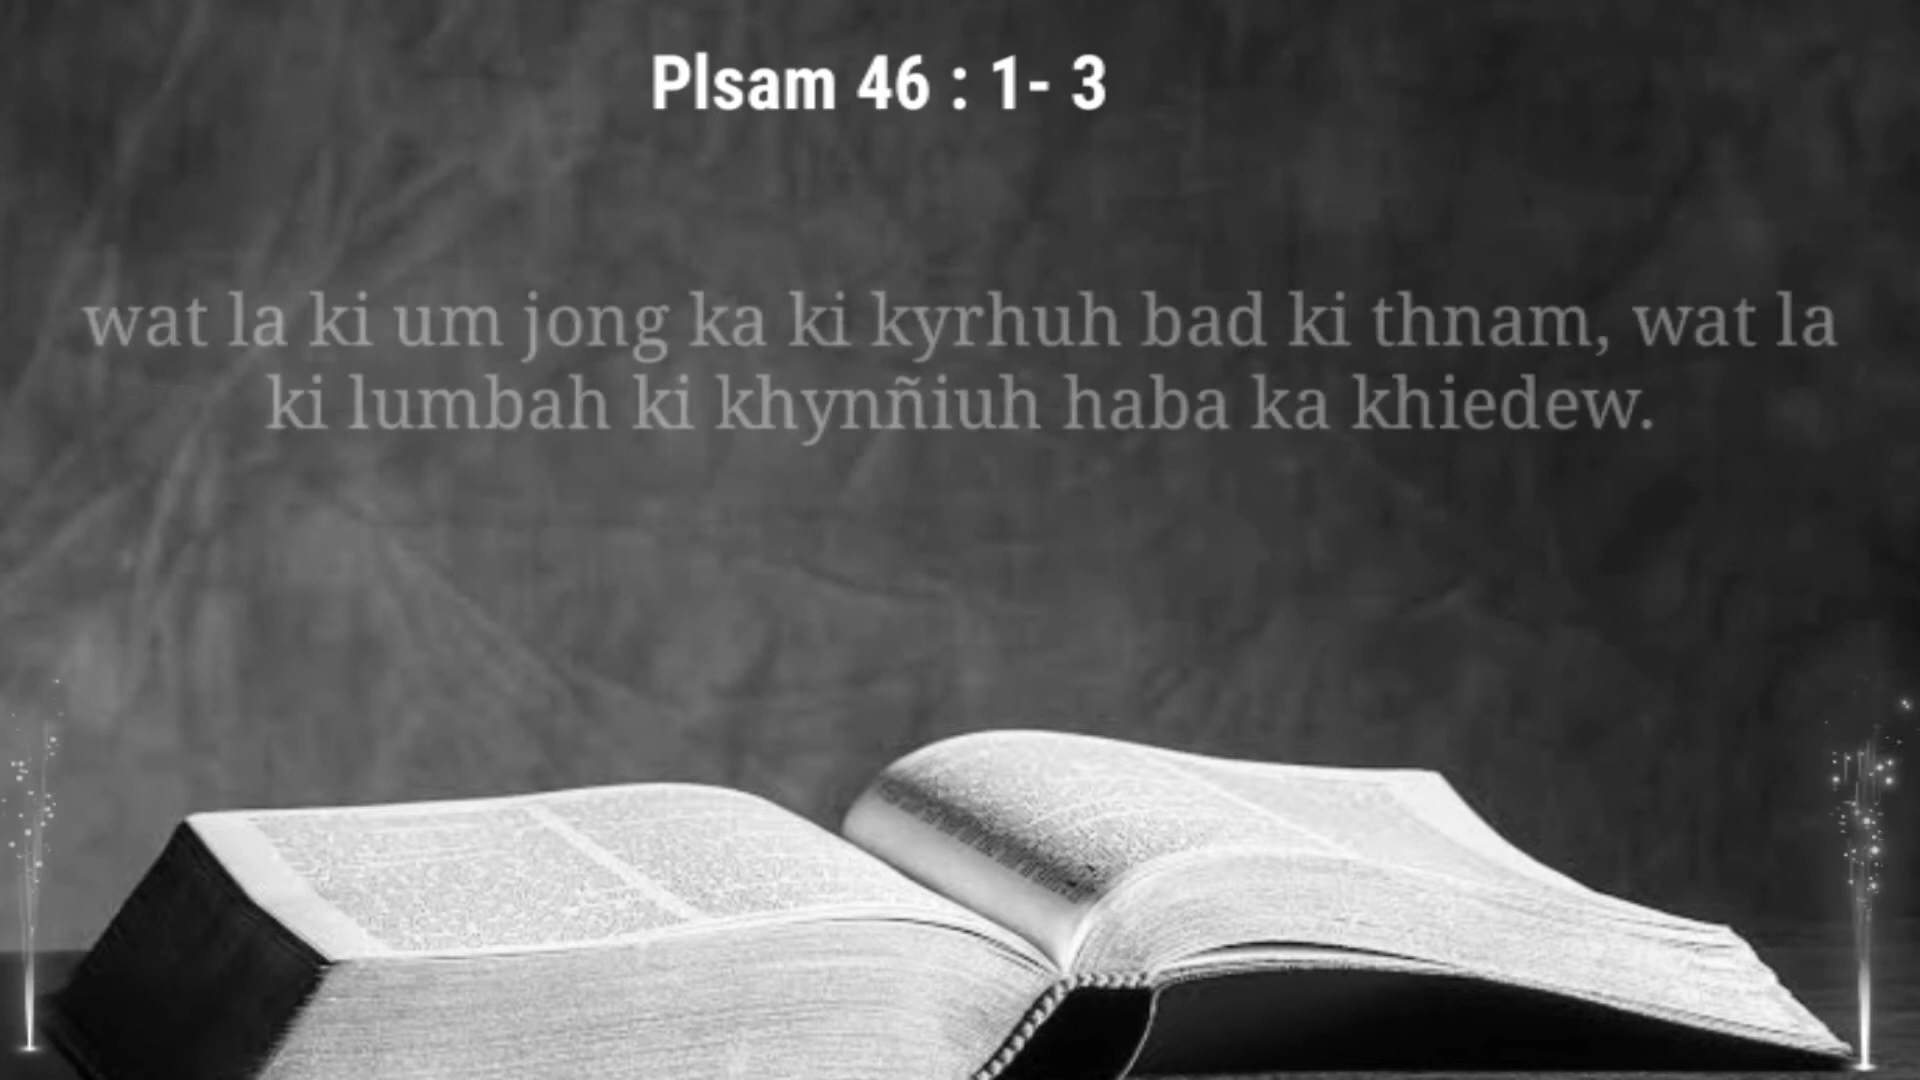 Plsam 46 : 1- 3
wat la ki um jong ka ki kyrhuh bad ki thnam, wat la
ki lumbah ki khynñiuh haba ka khiedew.